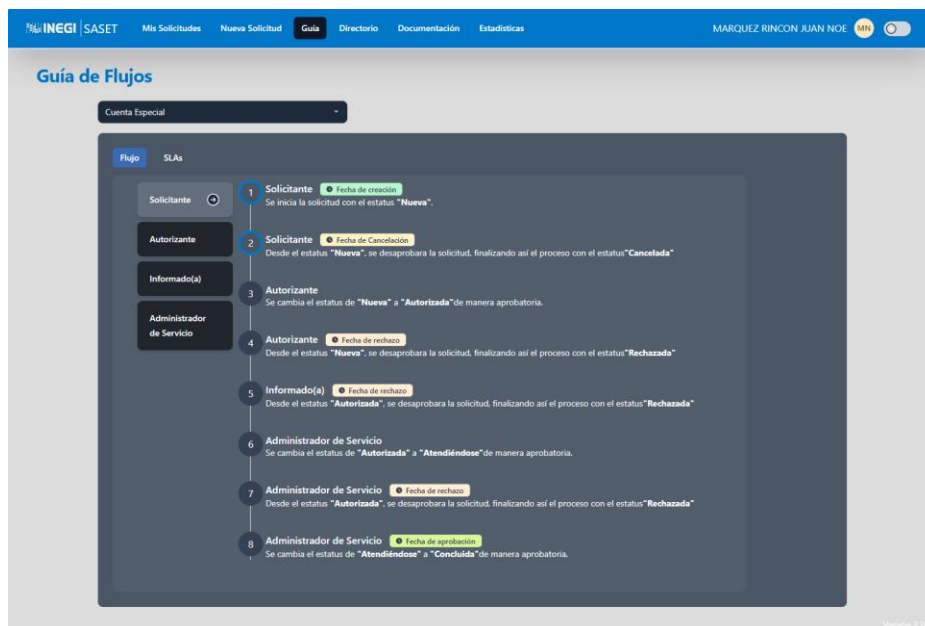 INEGI SASET Mis Solicitudes Nueva Solicitud Guía Directorio Documentación Estadísticas MARQUEZ RINCON JUAN NOE MN
Guía de Flujos
Cuenta Especial
Flujo SLAs
Solicitante
Autorizante
Informado(a)
Administrador
de Servicio
1 Solicitante Fecha de creación
Se inicia la solicitud con el estatus "Nueva".
2 Solicitante Fecha de Cancelación
Desde el estatus "Nueva", se desaprobara la solicitud, finalizando así el proceso con el estatus"Cancelada"
3 Autorizante
Se cambia el estatus de "Nueva" a "Autorizada"de manera aprobatoria.
4 Autorizante Fecha de rechazo
Desde el estatus "Nueva", se desaprobara la solicitud, finalizando así el proceso con el estatus"Rechazada"
5 Informado(a) Fecha de rechazo
Desde el estatus "Autorizada", se desaprobara la solicitud, finalizando así el proceso con el estatus"Rechazada"
6 Administrador de Servicio
Se cambia el estatus de "Autorizada" a "Atendiéndose"de manera aprobatoria.
7 Administrador de Servicio Fecha de rechazo
Desde el estatus "Autorizada", se desaprobara la solicitud, finalizando así el proceso con el estatus"Rechazada"
8 Administrador de Servicio Fecha de aprobación
Se cambia el estatus de "Atendiéndose" a "Concluida"de manera aprobatoria.